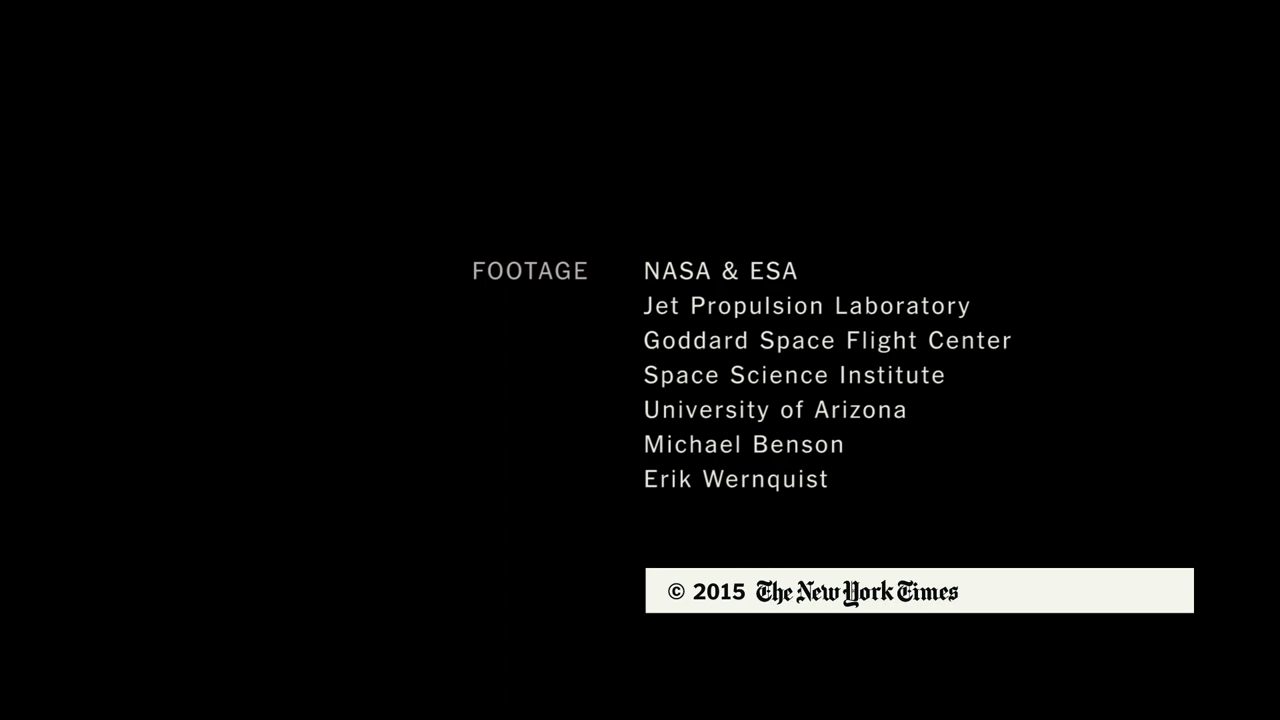 FOOTAGE NASA & ESA
Jet Propulsion Laboratory
Goddard Space Flight Center
Space Science Institute
University of Arizona
Michael Benson
Erik Wernquist
© 2015 The New York Times